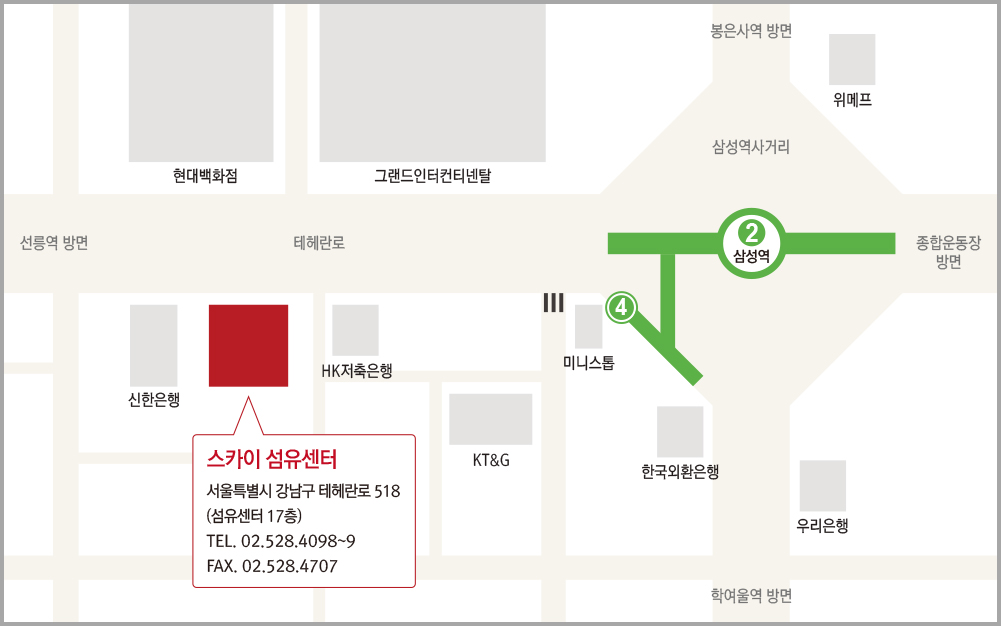 봉은사역 방면
위메프
삼성역사거리
현대백화점
그랜드인터컨티넨탈
선릉역 방면
테헤란로
2
삼성역
종합운동장
방면
4
미니스톱
신한은행
HK저축은행
KT&G
한국외환은행
우리은행
스카이 섬유센터
서울특별시 강남구 테헤란로 518
(섬유센터 17층)
TEL. 02.528.4098~9
FAX. 02.528.4707
학여울역 방면